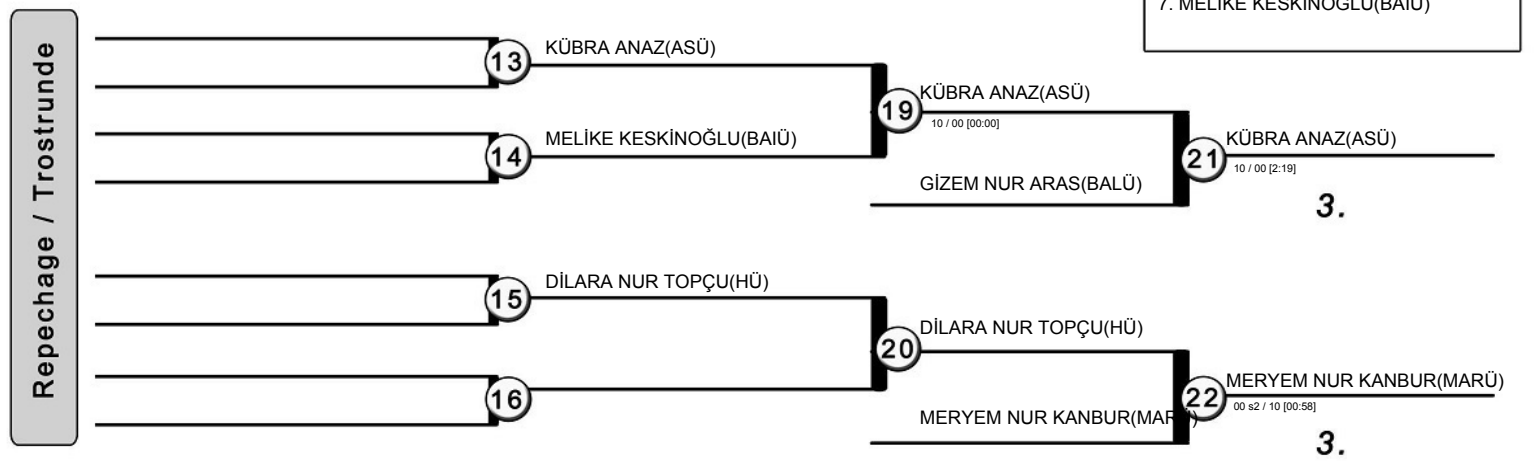 7. MELİKE KESKİNOĞLU(BAIÜ)
Repechage / Trostrunde
13
KÜBRA ANAZ(ASÜ)
14
MELİKE KESKİNOĞLU(BAIÜ)
19
KÜBRA ANAZ(ASÜ)
10 / 00 [00:00]
GİZEM NUR ARAS(BALÜ)
21
KÜBRA ANAZ(ASÜ)
10 / 00 [2:19]
3.
15
DİLARA NUR TOPÇU(HÜ)
16
20
DİLARA NUR TOPÇU(HÜ)
MERYEM NUR KANBUR(MARÜ)
22
MERYEM NUR KANBUR(MARÜ)
00 s2 / 10 [00:58]
3.